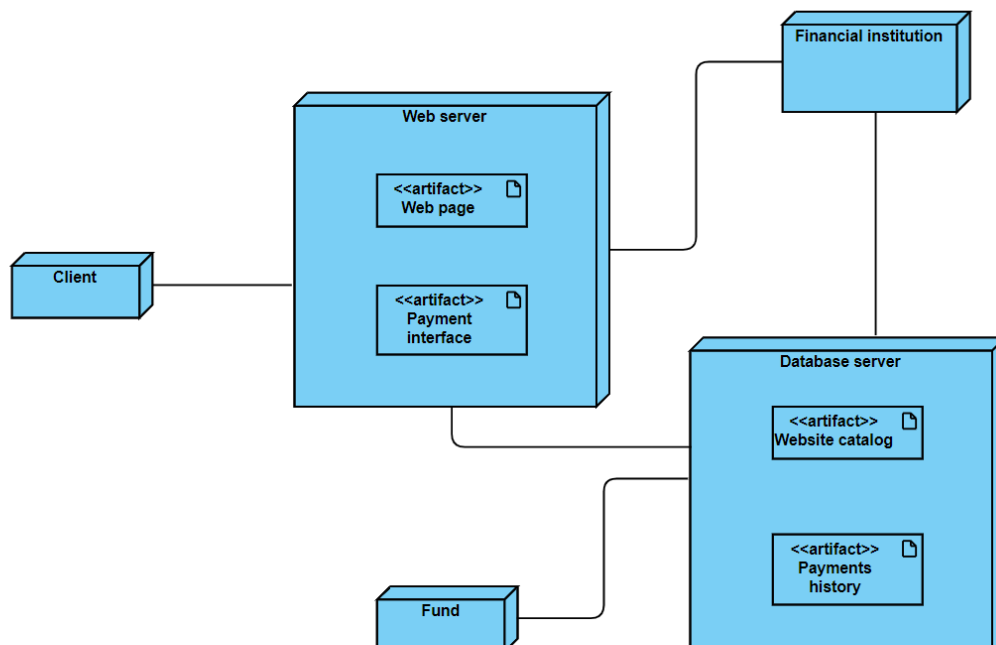 Financial institution
Web server
<<artifact>>
Web page
Client
<<artifact>>
Payment
interface
Database server
<<artifact>>
Website catalog
<<artifact>>
Payments
history
Fund